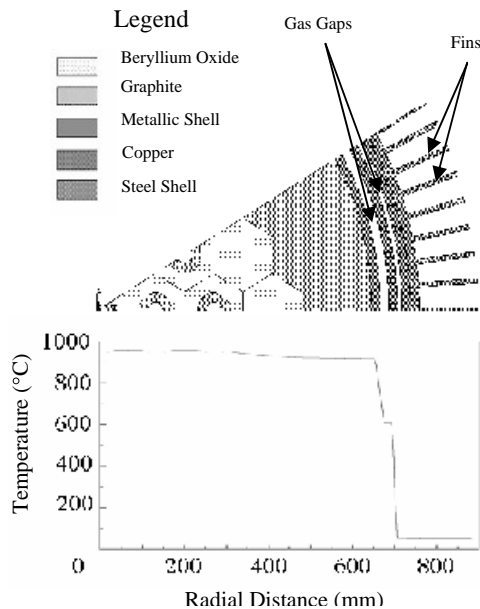 Legend
Beryllium Oxide
Graphite
Metallic Shell
Copper
Steel Shell
Gas Gaps
Fins
Temperature (°C)
1000
800
600
400
200
0
200
400
600
800
Radial Distance (mm)